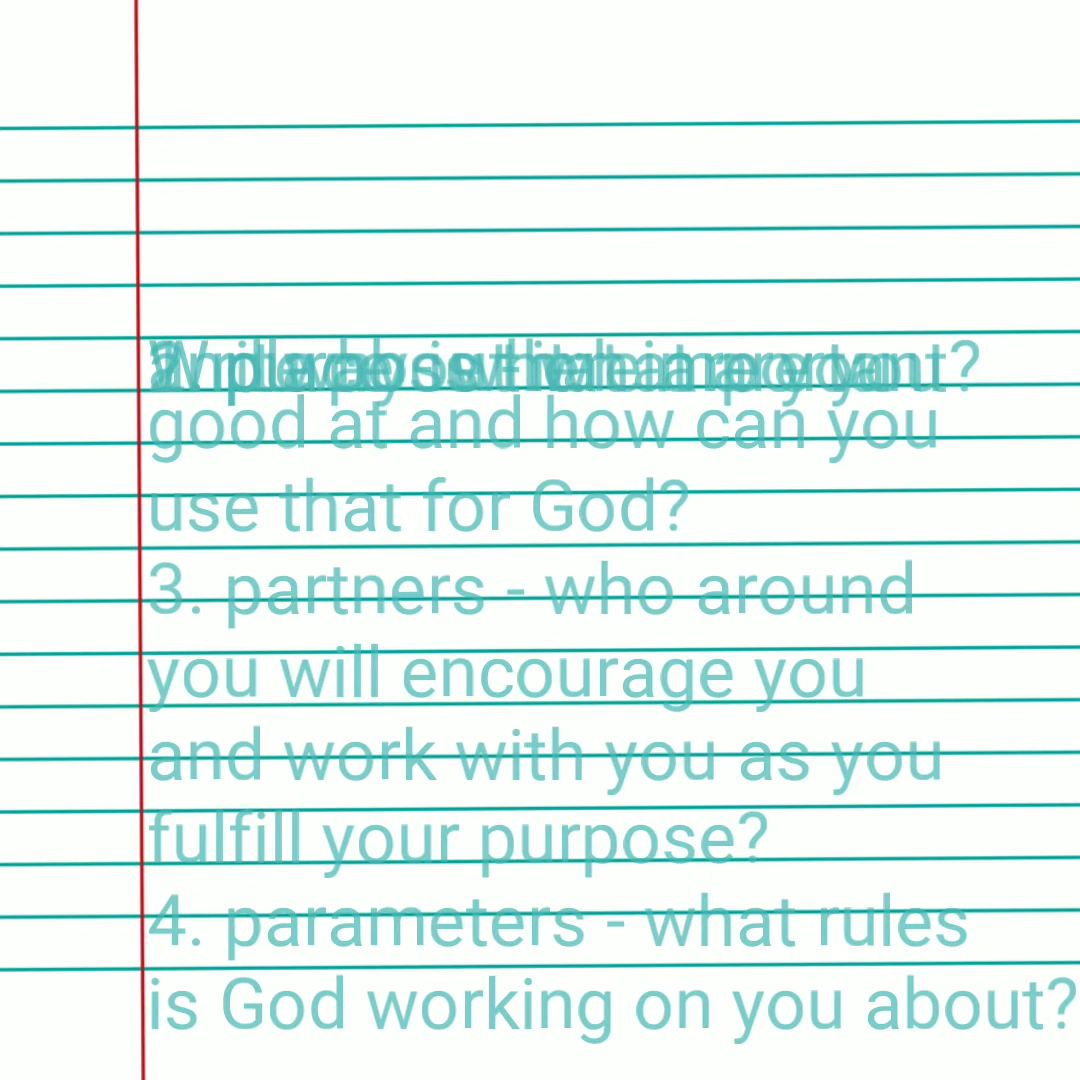 good at and how can you
use that for God?
3. partners - who around
you will encourage you
and work with you as you
fulfill your purpose?
4. parameters - what rules
is God working on you about?